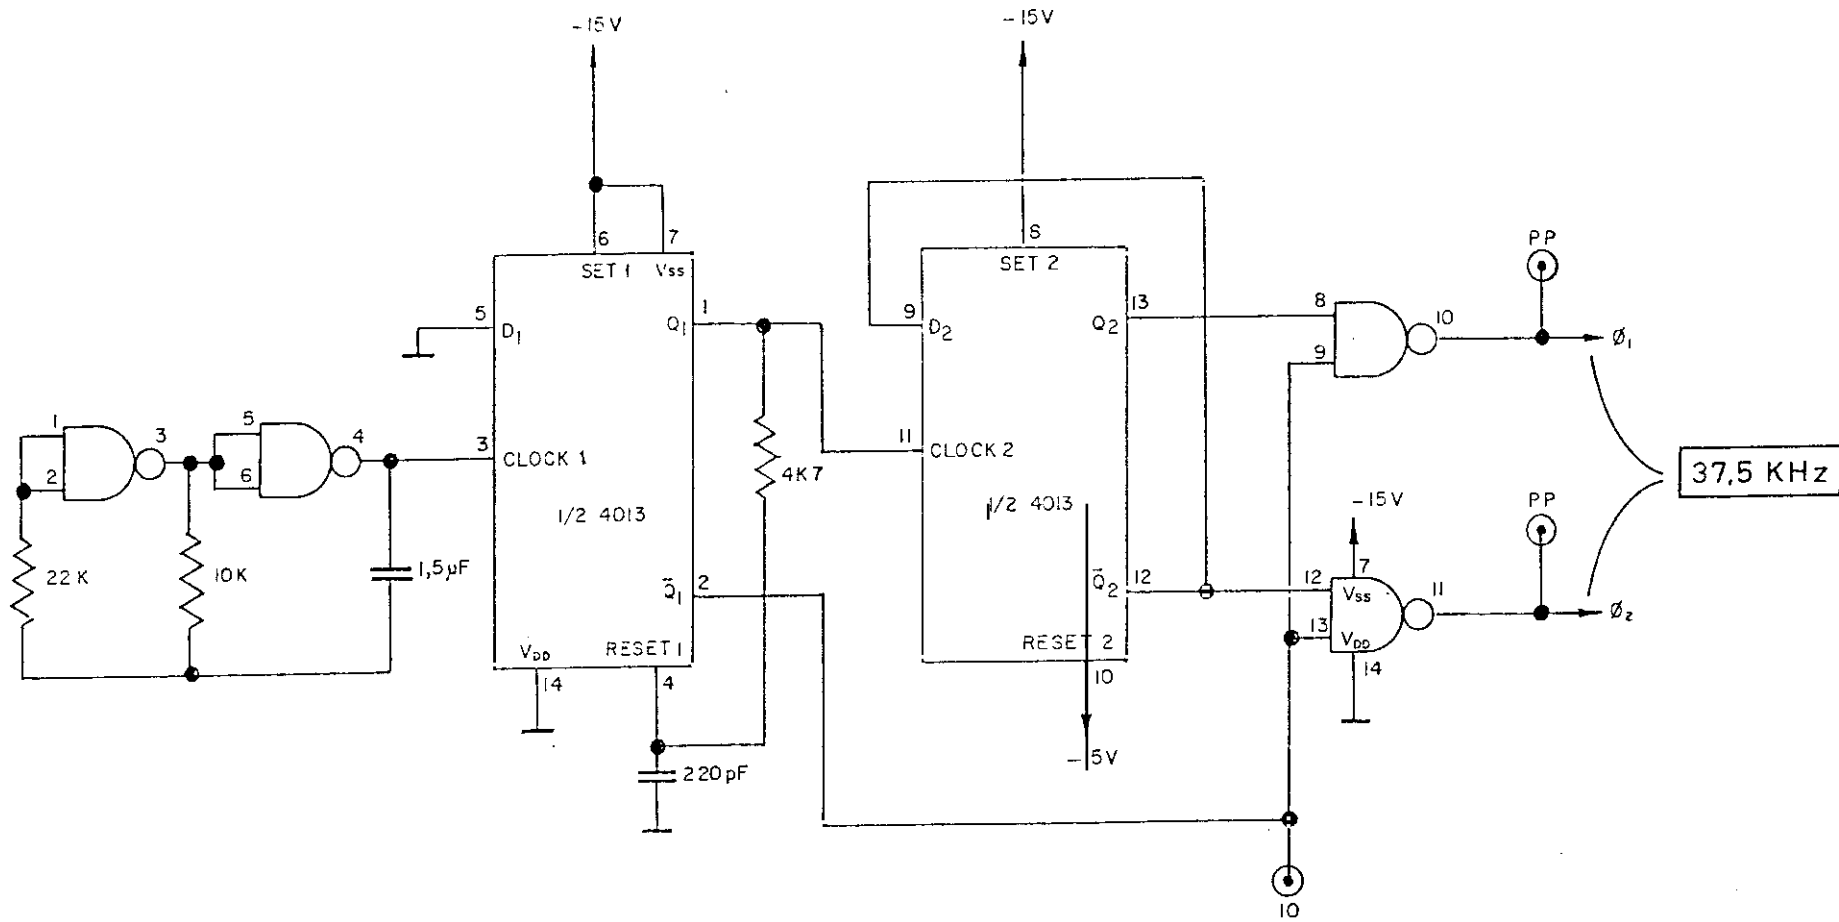 -15V
-15V
6
7
SET 1
Vss
8
SET 2
PP
5
D1
1
Q1
9
D2
13
Q2
8
9
10
Ø1
1
2
3
5
6
4
3
CLOCK 1
4K7
11
CLOCK 2
37,5 KHz
1/2 4013
1/2 4013
-15V
PP
22K
10K
1,5µF
Q̄1
2
Q̄2
12
12
7
Vss
11
Ø2
13
VDD
14
VDD
RESET 1
RESET 2
14
4
10
220pF
-15V
10